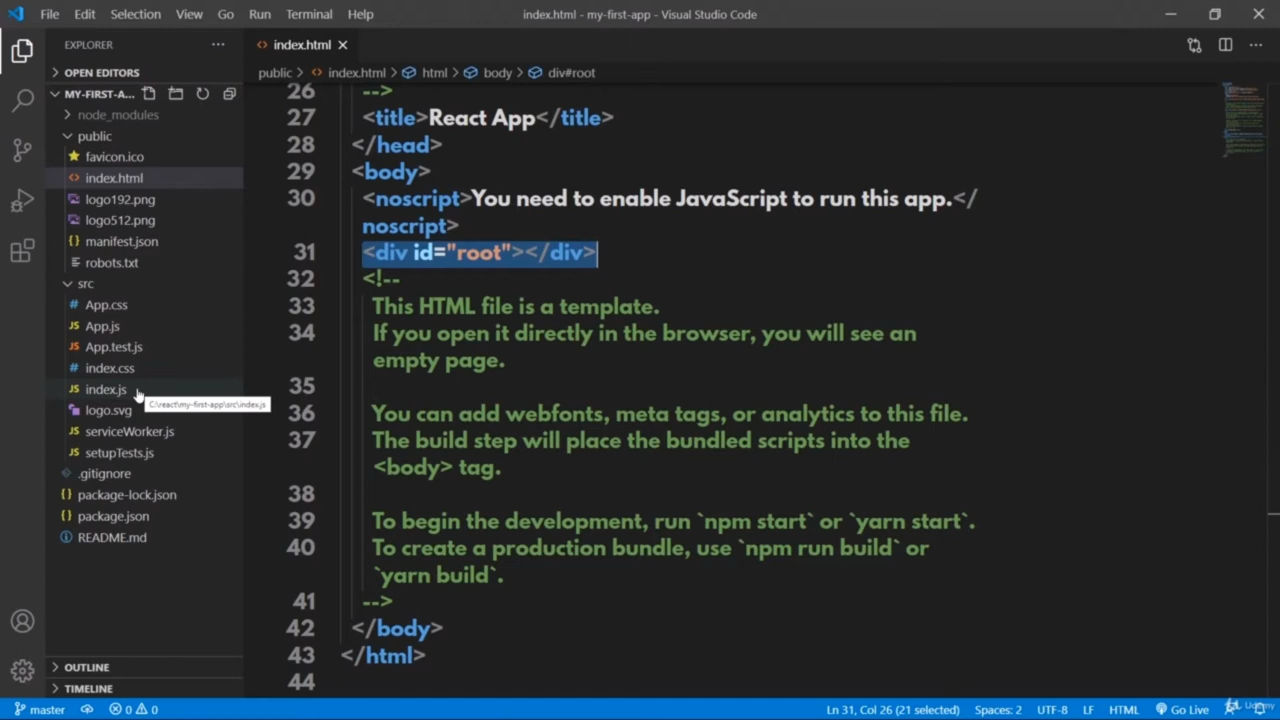 File Edit Selection View Go Run Terminal Help index.html - my-first-app - Visual Studio Code
EXPLORER
index.html
OPEN EDITORS
public > index.html > html > body > div#root
MY-FIRST-A...
node_modules
public
favicon.ico
index.html
logo192.png
logo512.png
manifest.json
robots.txt
src
App.css
App.js
App.test.js
index.css
index.js
C:\react\my-first-app\src\index.js
logo.svg
serviceWorker.js
setupTests.js
.gitignore
package-lock.json
package.json
README.md
OUTLINE
TIMELINE
26 -->
27 <title>React App</title>
28 </head>
29 <body>
30 <noscript>You need to enable JavaScript to run this app.</
noscript>
31 <div id="root"></div>
32 <!--
33 This HTML file is a template.
34 If you open it directly in the browser, you will see an
empty page.
35
36 You can add webfonts, meta tags, or analytics to this file.
37 The build step will place the bundled scripts into the
<body> tag.
38
39 To begin the development, run `npm start` or `yarn start`.
40 To create a production bundle, use `npm run build` or
`yarn build`.
41 -->
42 </body>
43 </html>
44
master 0 0 Ln 31, Col 26 (21 selected) Spaces: 2 UTF-8 LF HTML Go Live
Udemy